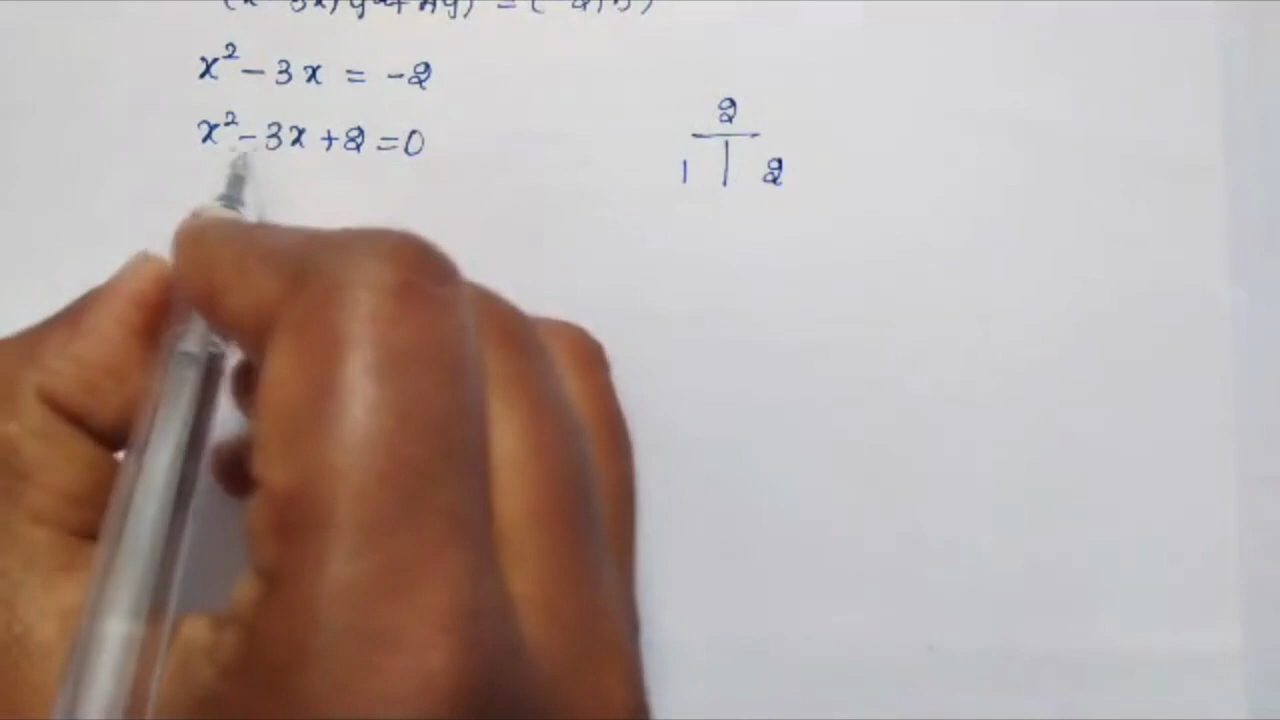 x² - 3x = -2
x² - 3x + 2 = 0
2
1 | 2